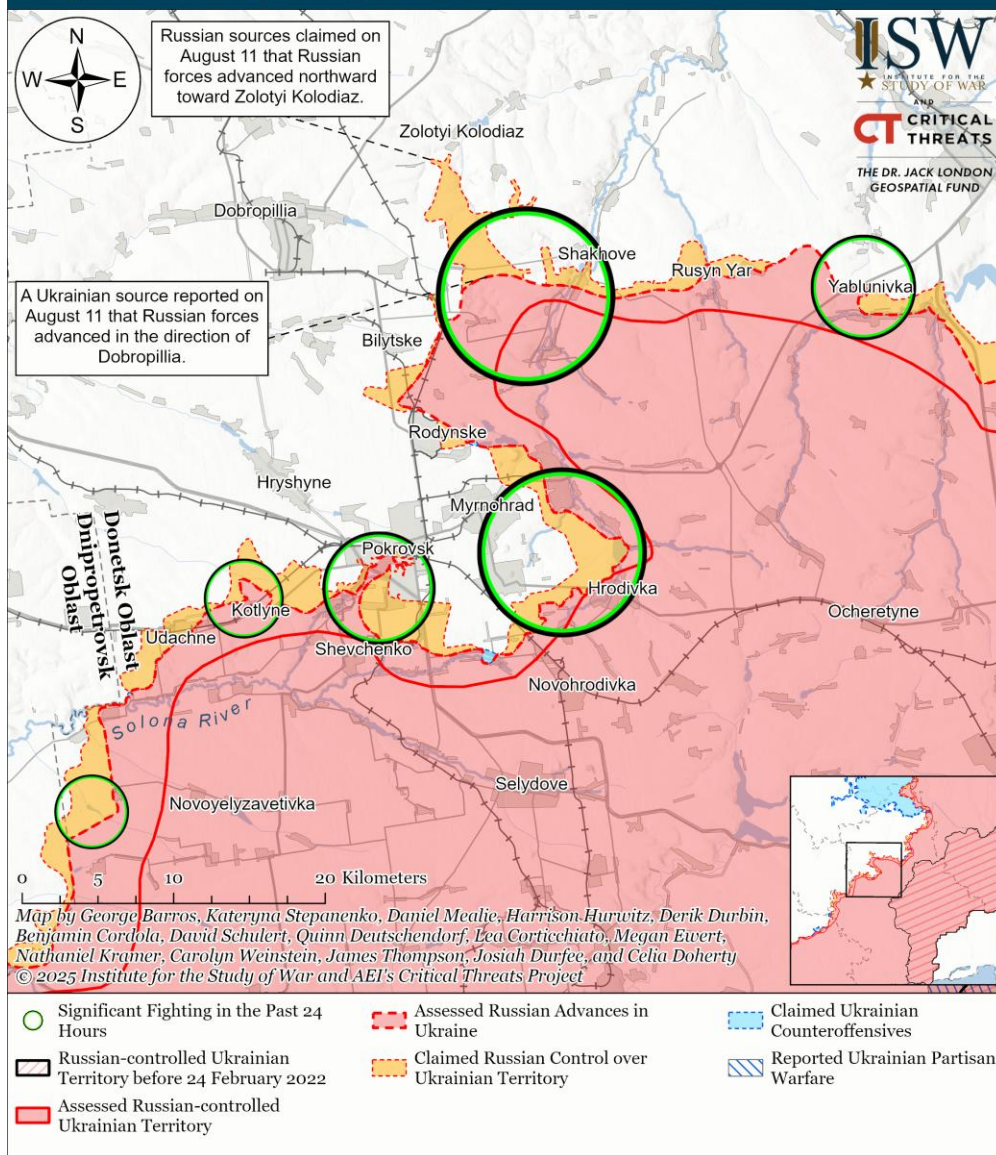 N
W E
S
Russian sources claimed on
August 11 that Russian
forces advanced northward
toward Zolotyi Kolodiaz.
ISW
INSTITUTE FOR THE
STUDY OF WAR
AND
CT CRITICAL
THREATS
THE DR. JACK LONDON
GEOSPATIAL FUND
Zolotyi Kolodiaz
Dobropillia
Shakhove
Rusyn Yar
Yablunivka
A Ukrainian source reported on
August 11 that Russian forces
advanced in the direction of
Dobropillia.
Bilytske
Rodynske
Hryshyne
Myrnohrad
Pokrovsk
Donetsk Oblast
Dnipropetrovsk
Oblast
Kotlyne
Hrodivka
Ocheretyne
Udachne
Shevchenko
Novohrodivka
Solona River
Selydove
Novoyelyzavetivka
0 5 10 20 Kilometers
Map by George Barros, Kateryna Stepanenko, Daniel Mealie, Harrison Hurwitz, Derik Durbin,
Benjamin Cordola, David Schulert, Quinn Deutschendorf, Lea Corticchiato, Megan Ewert,
Nathaniel Kramer, Carolyn Weinstein, James Thompson, Josiah Durfee, and Celia Doherty
© 2025 Institute for the Study of War and AEI's Critical Threats Project
Significant Fighting in the Past 24
Hours
Russian-controlled Ukrainian
Territory before 24 February 2022
Assessed Russian-controlled
Ukrainian Territory
Assessed Russian Advances in
Ukraine
Claimed Russian Control over
Ukrainian Territory
Claimed Ukrainian
Counteroffensives
Reported Ukrainian Partisan
Warfare